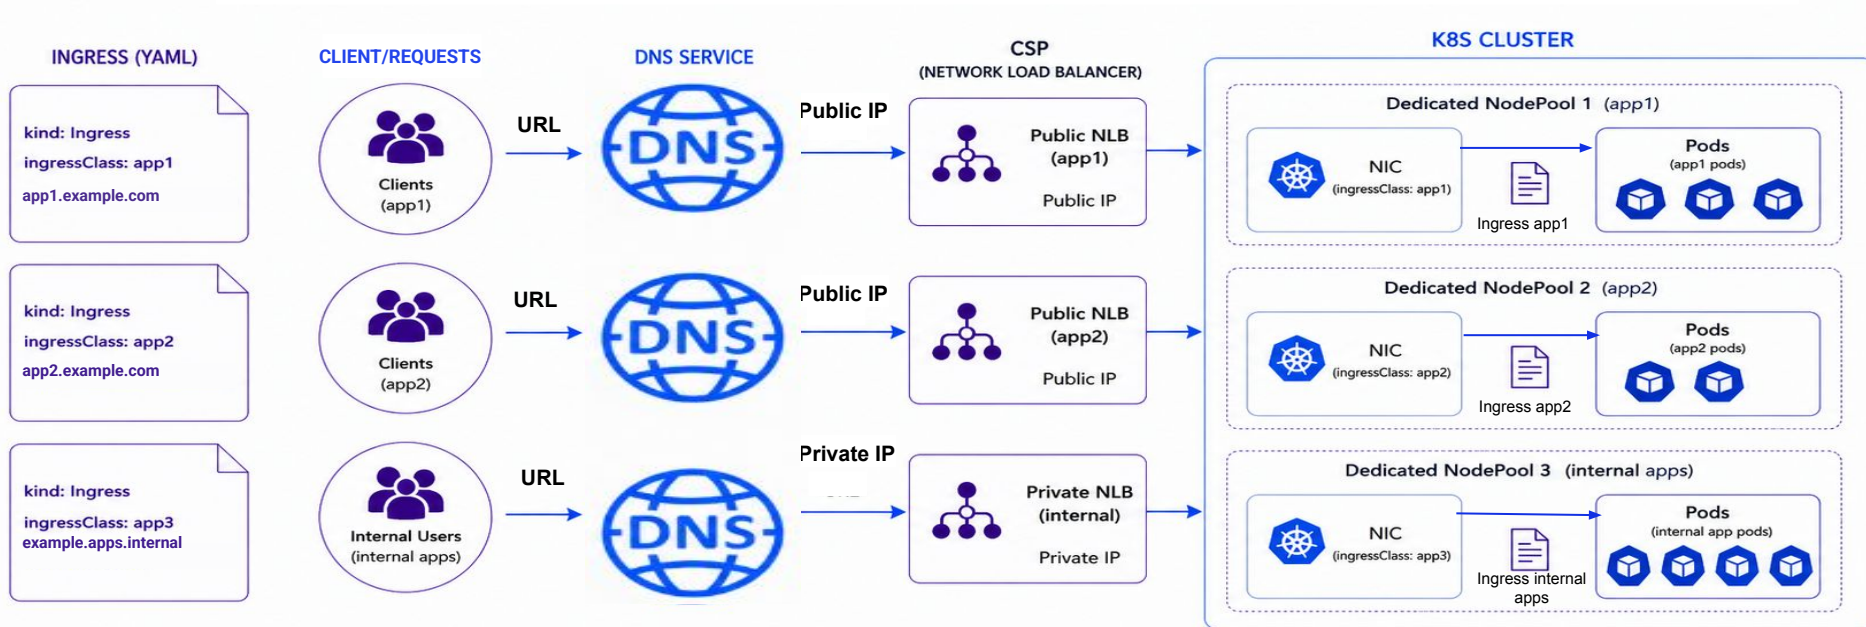 INGRESS (YAML)
CLIENT/REQUESTS
DNS SERVICE
CSP
(NETWORK LOAD BALANCER)
K8S CLUSTER
kind: Ingress
ingressClass: app1
app1.example.com
Clients
(app1)
URL
DNS
Public IP
Public NLB
(app1)
Public IP
Dedicated NodePool 1 (app1)
NIC
(ingressClass: app1)
Ingress app1
Pods
(app1 pods)
kind: Ingress
ingressClass: app2
app2.example.com
Clients
(app2)
URL
DNS
Public IP
Public NLB
(app2)
Public IP
Dedicated NodePool 2 (app2)
NIC
(ingressClass: app2)
Ingress app2
Pods
(app2 pods)
kind: Ingress
ingressClass: app3
example.apps.internal
Internal Users
(internal apps)
URL
DNS
Private IP
Private NLB
(internal)
Private IP
Dedicated NodePool 3 (internal apps)
NIC
(ingressClass: app3)
Ingress internal
apps
Pods
(internal app pods)